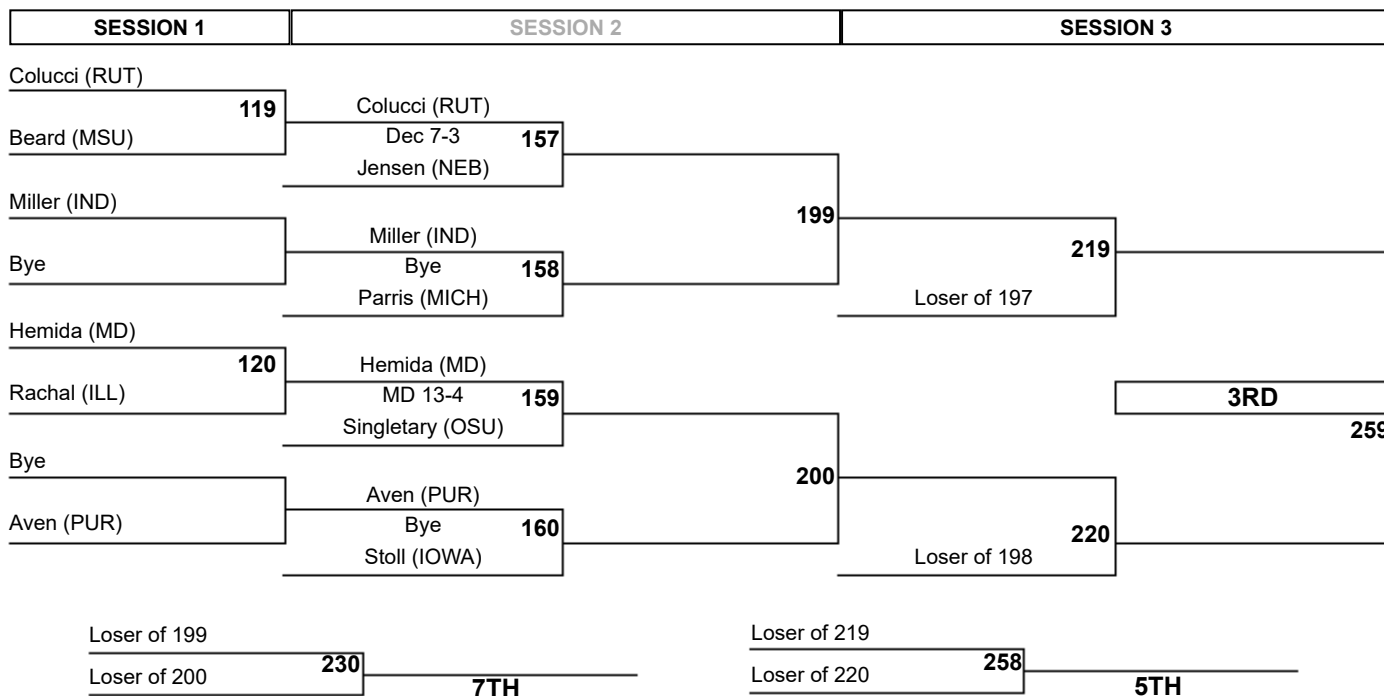 SESSION 1
SESSION 2
SESSION 3
Colucci (RUT)
119
Beard (MSU)
Colucci (RUT)
Dec 7-3
157
Jensen (NEB)
Miller (IND)
Bye
Miller (IND)
Bye
158
Parris (MICH)
199
219
Loser of 197
Hemida (MD)
120
Rachal (ILL)
Hemida (MD)
MD 13-4
159
Singletary (OSU)
3RD
259
Bye
Aven (PUR)
Aven (PUR)
Bye
160
Stoll (IOWA)
200
220
Loser of 198
Loser of 199
230
Loser of 200
7TH
Loser of 219
258
Loser of 220
5TH